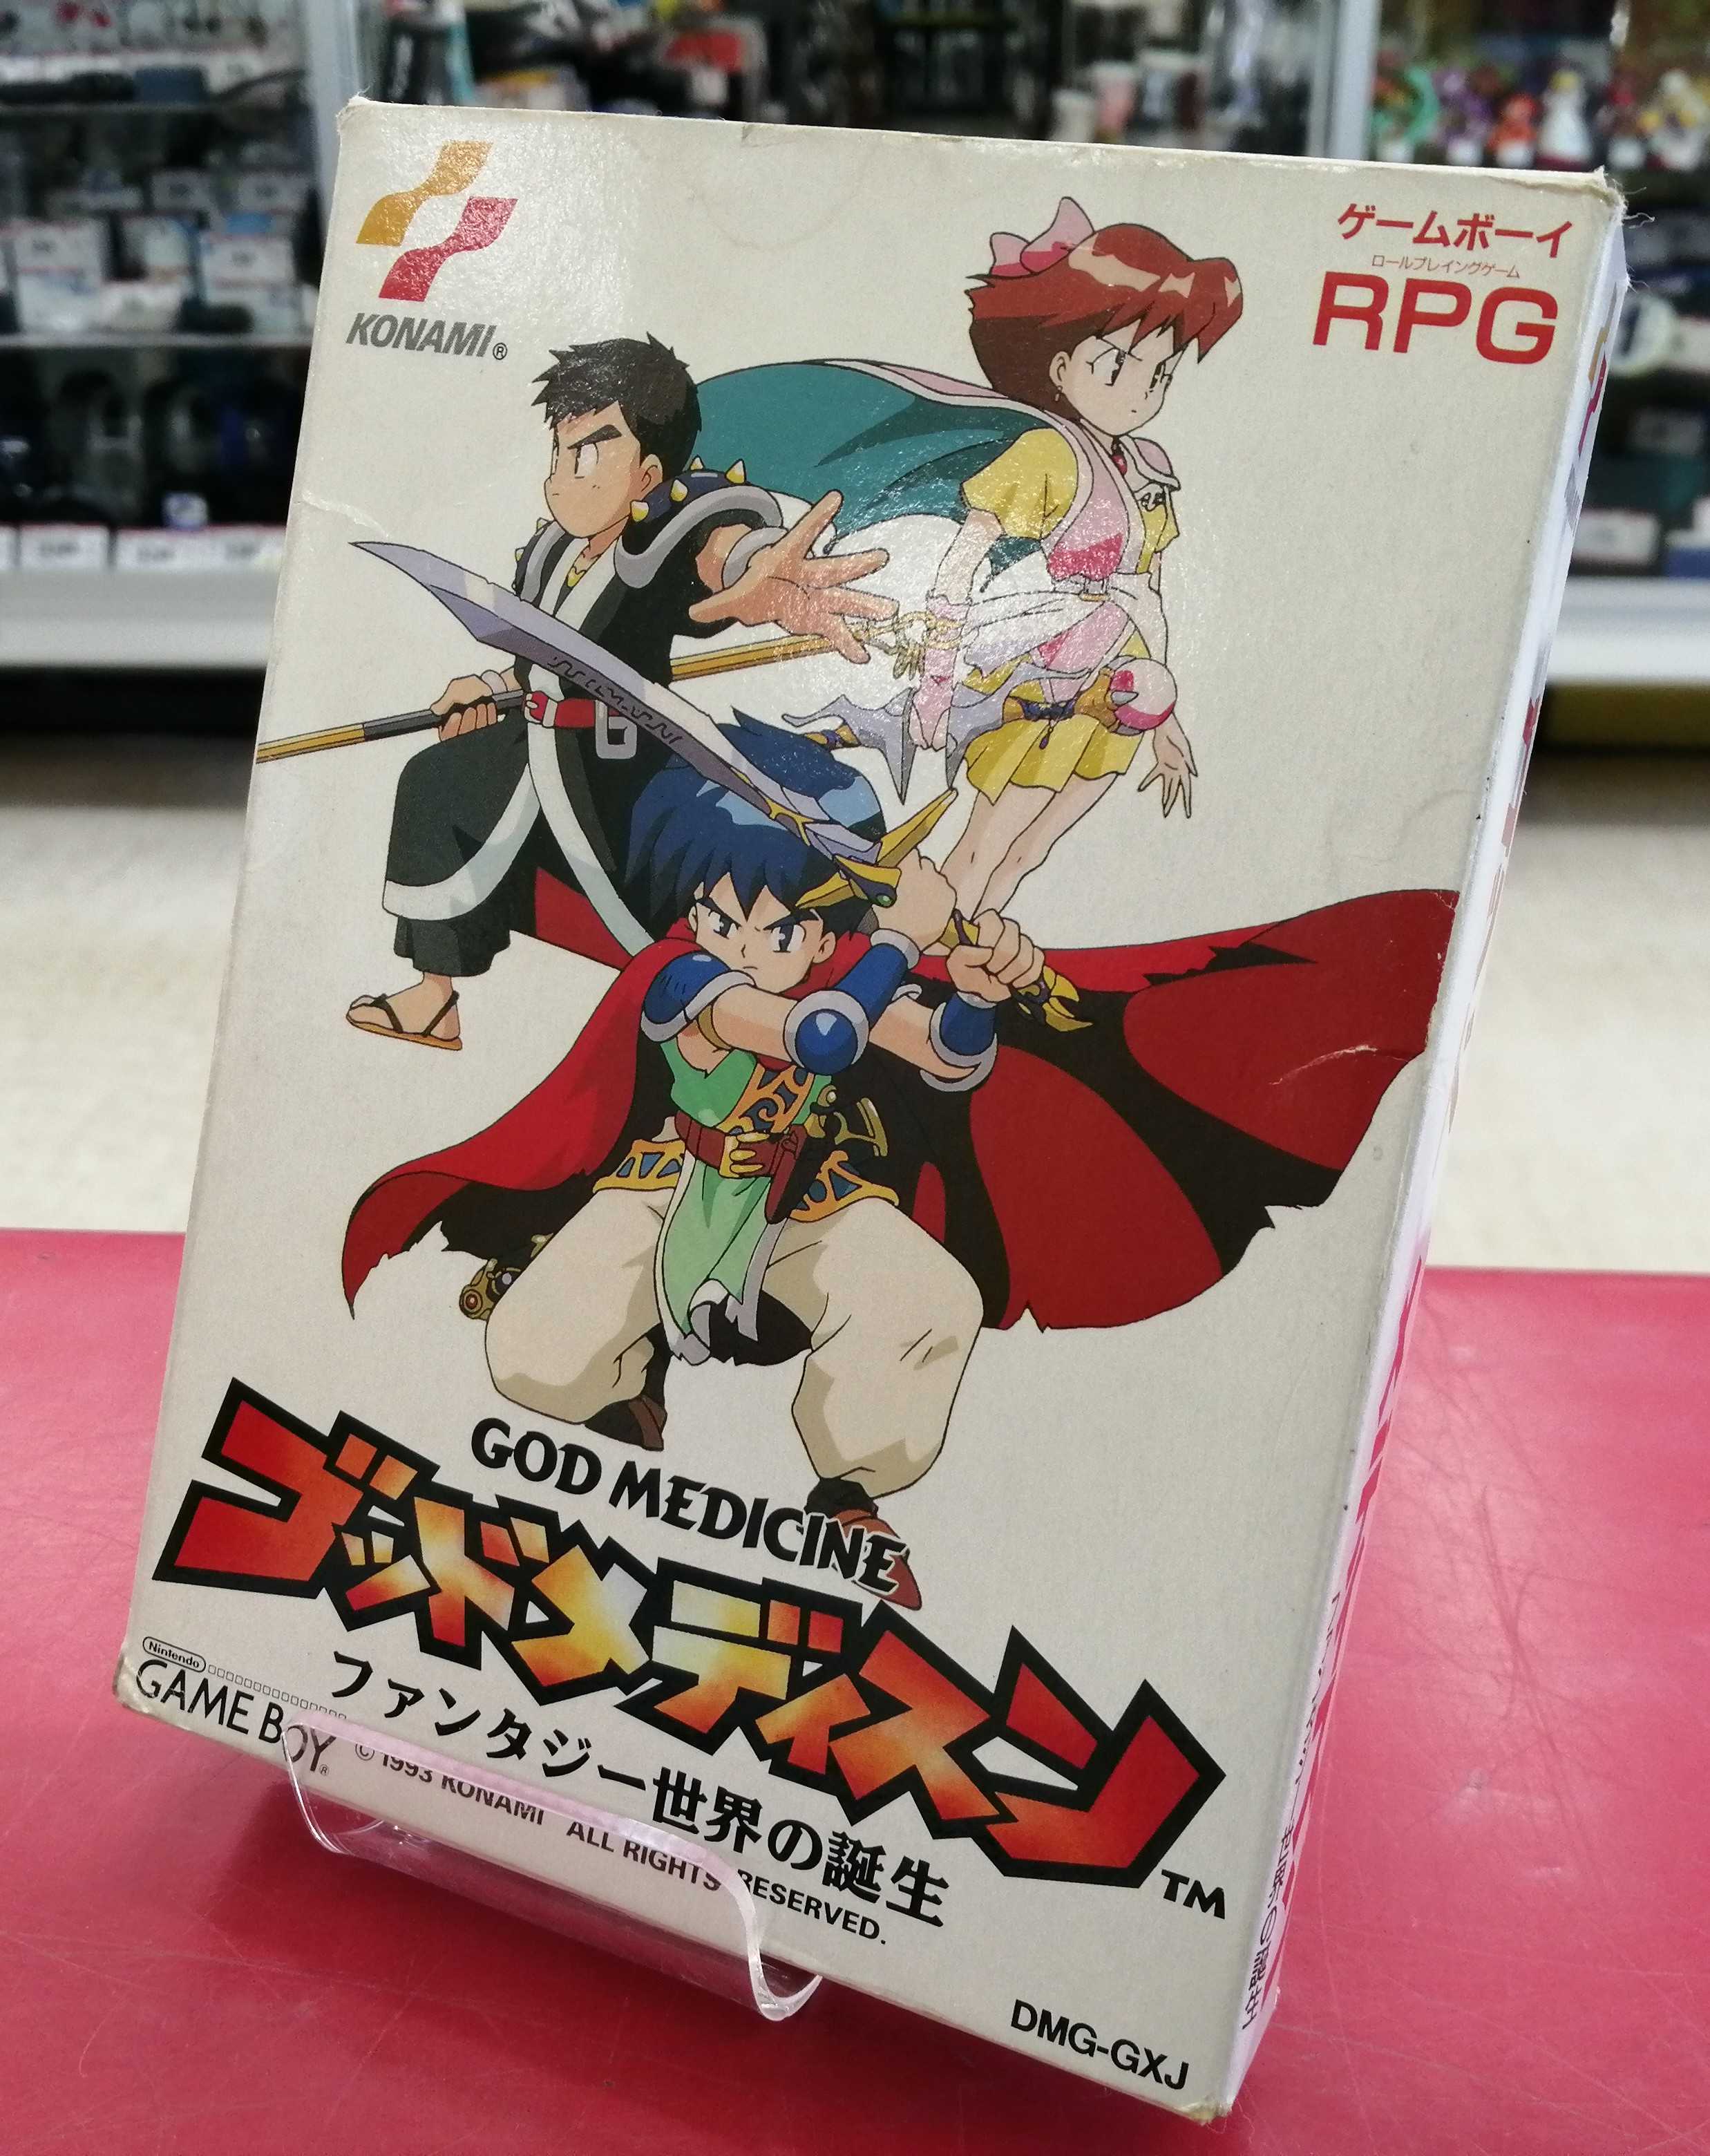 KONAMI®
ゲームボーイ
ロールプレイングゲーム
RPG
GOD MEDICINE
ゴッドメディスン
TM
ファンタジー世界の誕生
Nintendo
GAME BOY®
© 1993 KONAMI ALL RIGHTS RESERVED.
DMG-GXJ